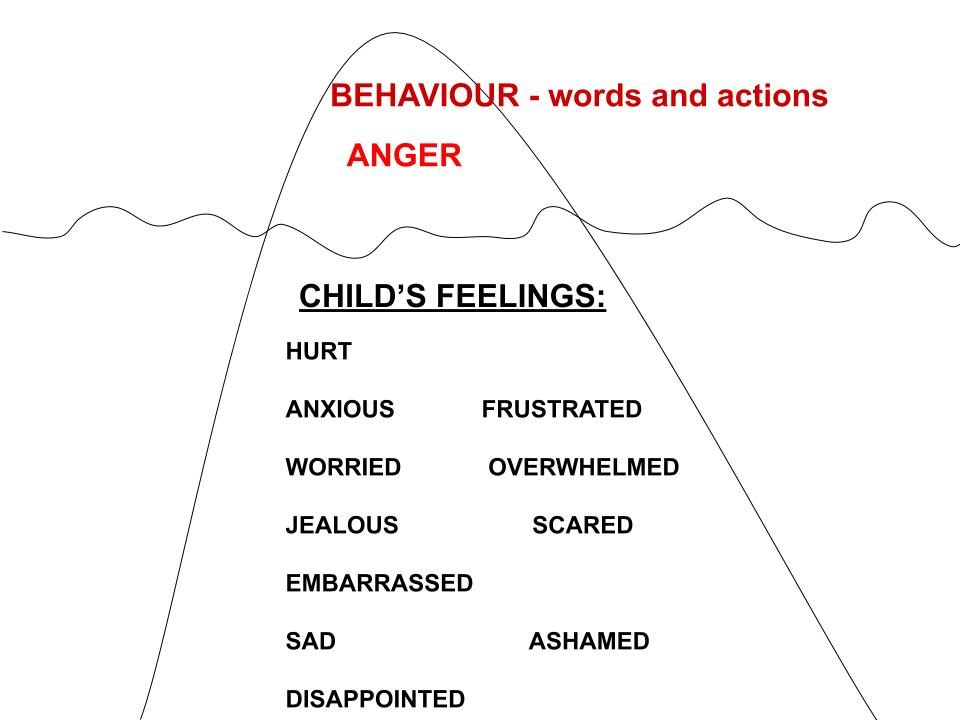 BEHAVIOUR - words and actions
ANGER
CHILD’S FEELINGS:
HURT
ANXIOUS FRUSTRATED
WORRIED OVERWHELMED
JEALOUS SCARED
EMBARRASSED
SAD ASHAMED
DISAPPOINTED